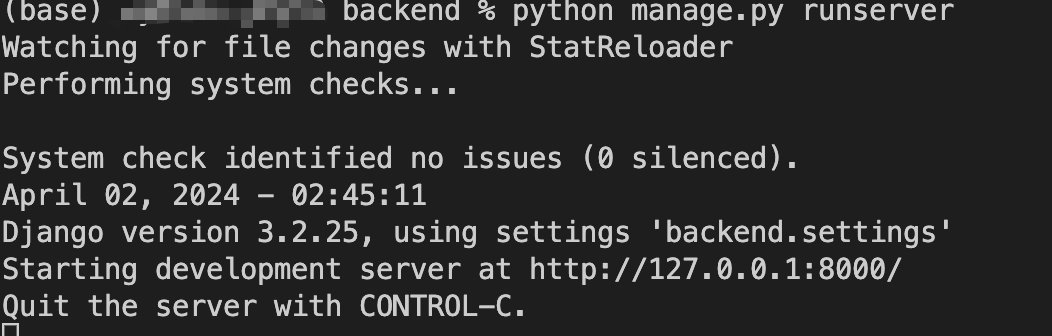 (base) backend % python manage.py runserver
Watching for file changes with StatReloader
Performing system checks...
System check identified no issues (0 silenced).
April 02, 2024 - 02:45:11
Django version 3.2.25, using settings 'backend.settings'
Starting development server at http://127.0.0.1:8000/
Quit the server with CONTROL-C.